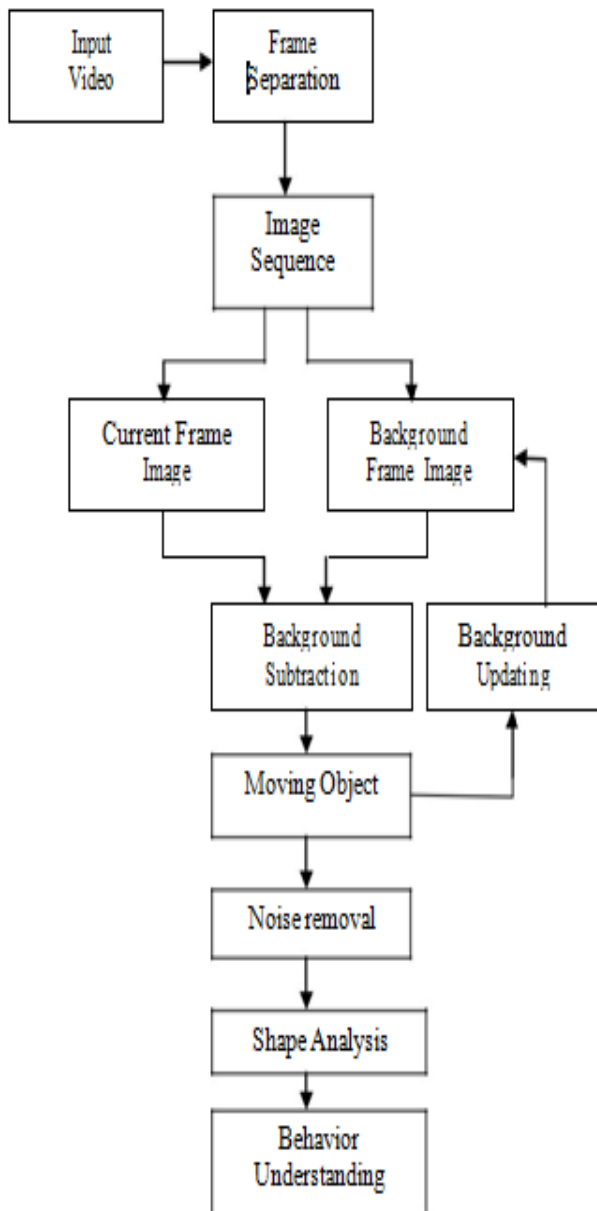 Input
Video
Frame
Separation
Image
Sequence
Current Frame
Image
Background
Frame Image
Background
Subtraction
Background
Updating
Moving Object
Noise removal
Shape Analysis
Behavior
Understanding